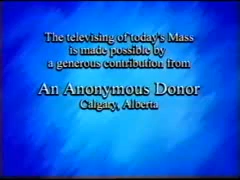 The televising of today's Mass
is made possible by
a generous contribution from
An Anonymous Donor
Calgary, Alberta